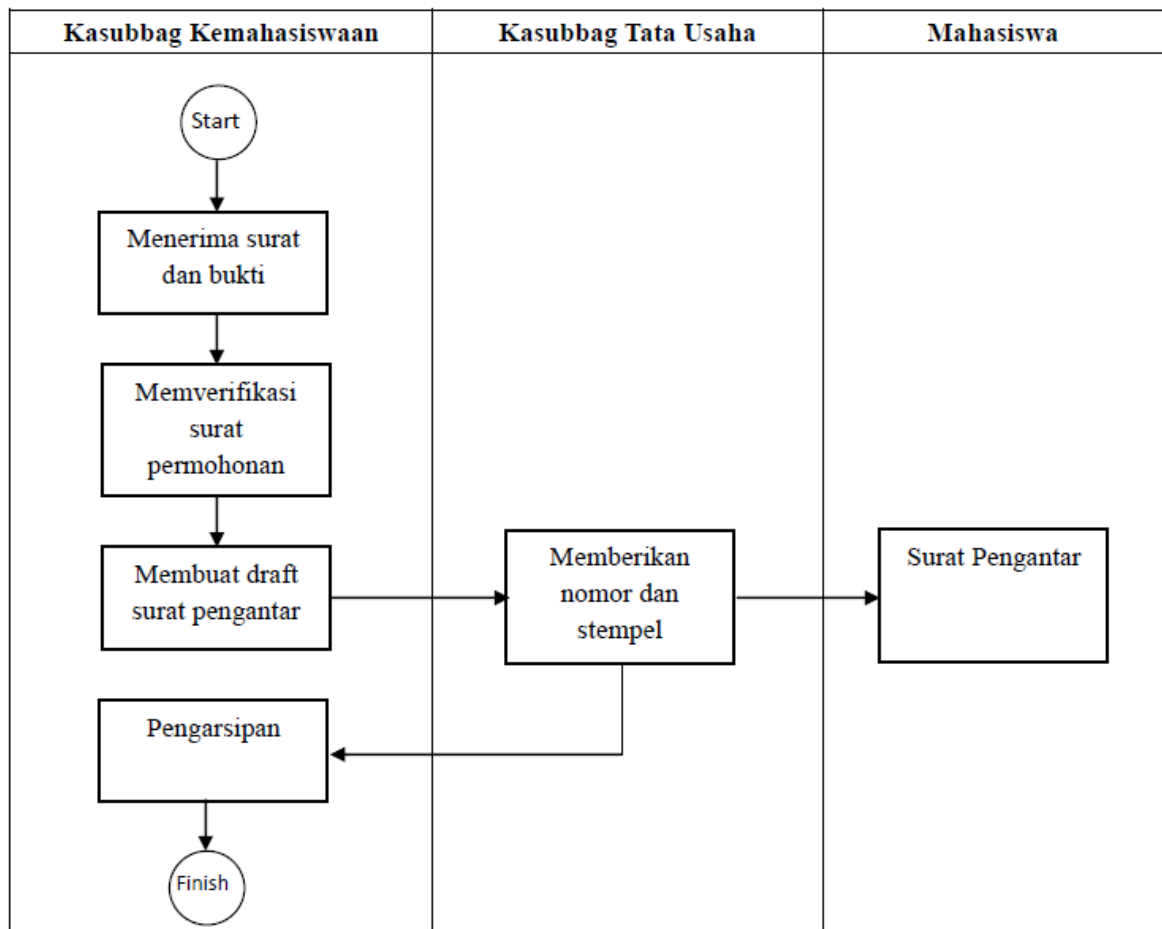 Kasubbag Kemahasiswaan
Kasubbag Tata Usaha
Mahasiswa
Start
Menerima surat
dan bukti
Memverifikasi
surat
permohonan
Membuat draft
surat pengantar
Memberikan
nomor dan
stempel
Surat Pengantar
Pengarsipan
Finish